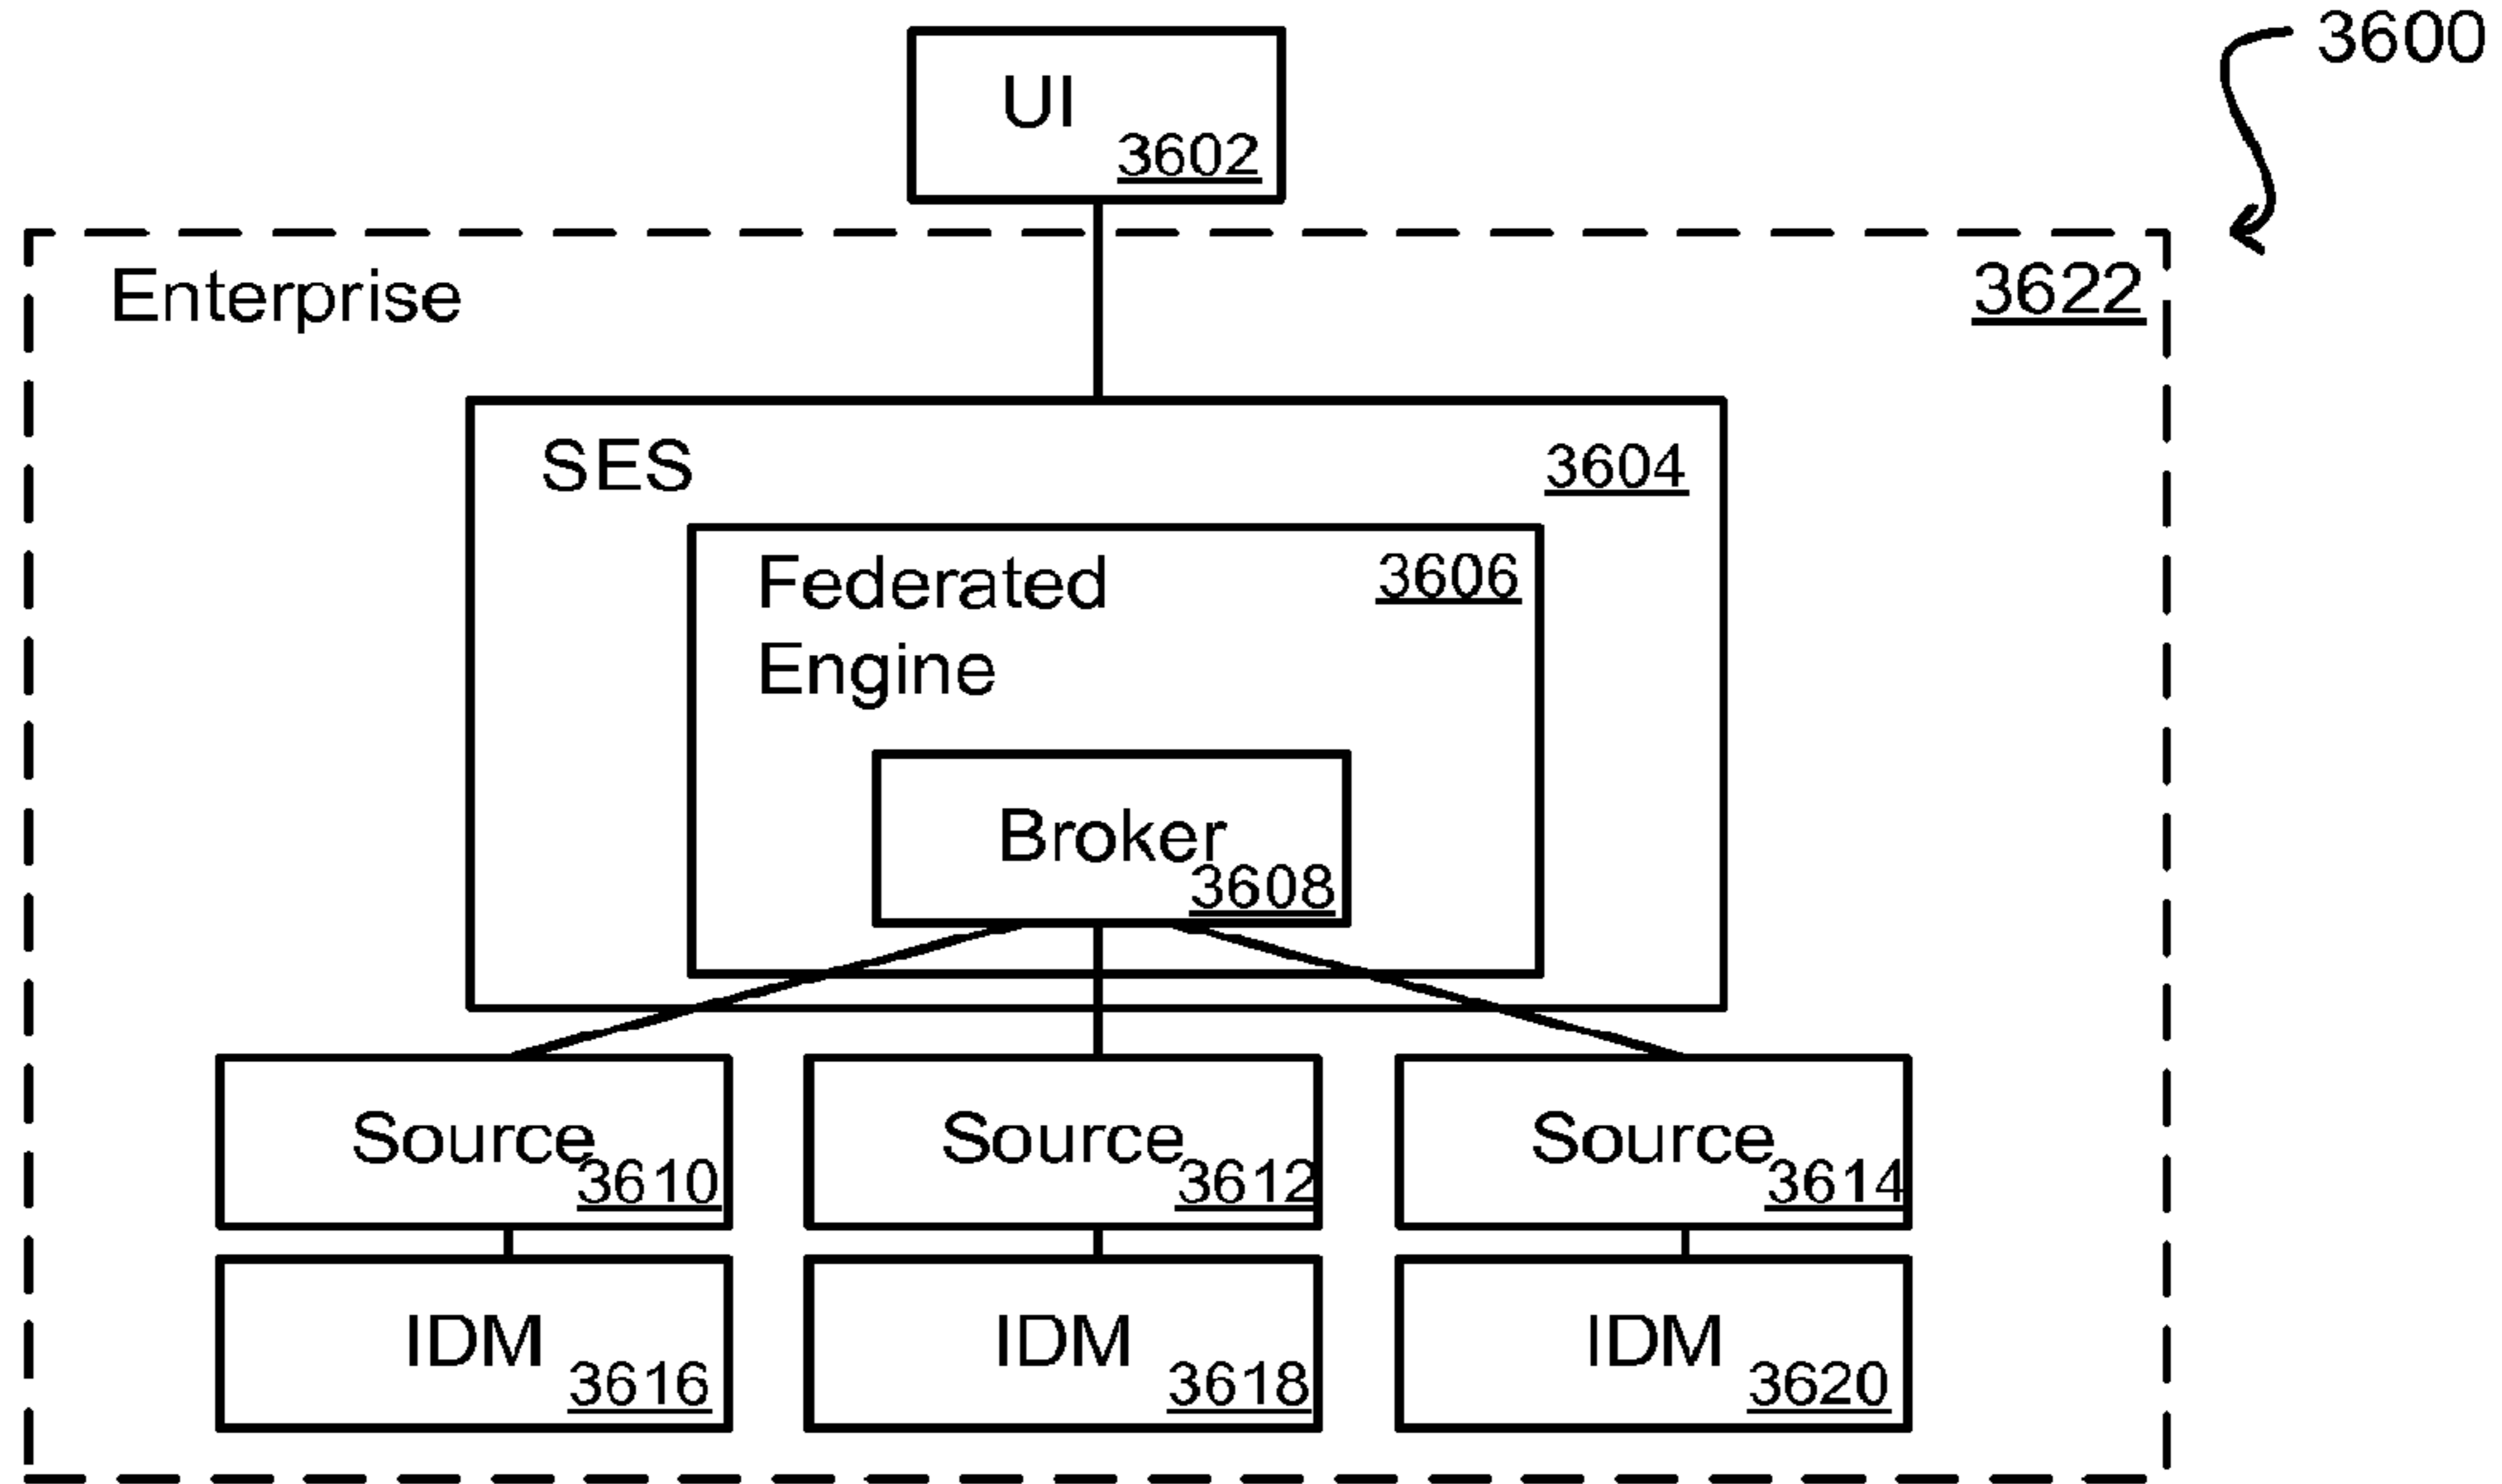 3600
UI
3602
Enterprise
3622
SES
3604
Federated
3606
Engine
Broker
3608
Source
3610
Source
3612
Source
3614
IDM
3616
IDM
3618
IDM
3620